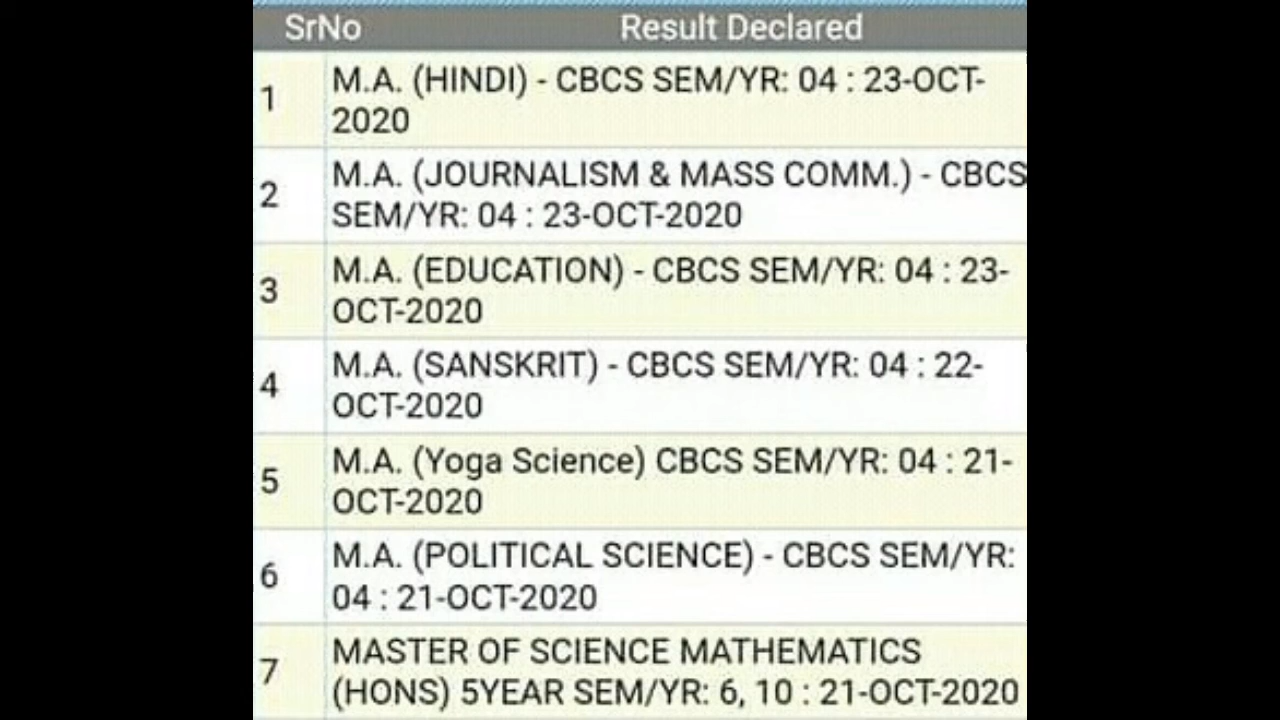 SrNo Result Declared
1 M.A. (HINDI) - CBCS SEM/YR: 04 : 23-OCT-
2020
2 M.A. (JOURNALISM & MASS COMM.) - CBCS
SEM/YR: 04 : 23-OCT-2020
3 M.A. (EDUCATION) - CBCS SEM/YR: 04 : 23-
OCT-2020
4 M.A. (SANSKRIT) - CBCS SEM/YR: 04 : 22-
OCT-2020
5 M.A. (Yoga Science) CBCS SEM/YR: 04 : 21-
OCT-2020
6 M.A. (POLITICAL SCIENCE) - CBCS SEM/YR:
04 : 21-OCT-2020
7 MASTER OF SCIENCE MATHEMATICS
(HONS) 5YEAR SEM/YR: 6, 10 : 21-OCT-2020